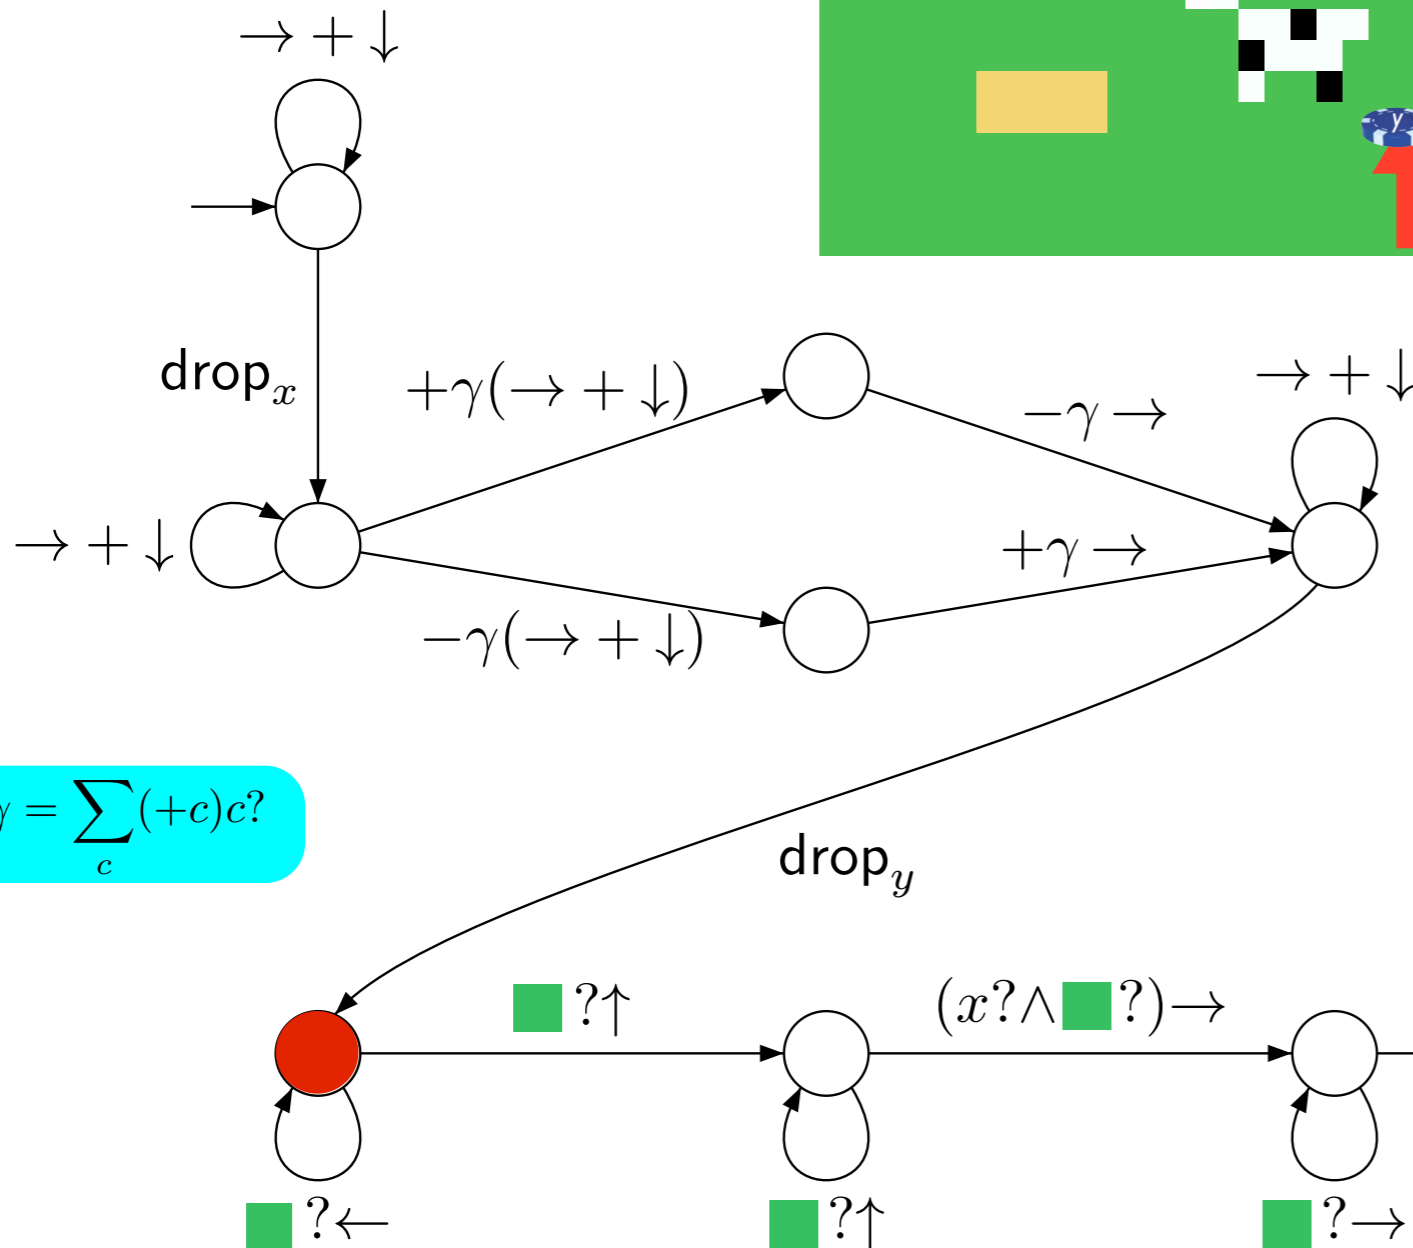 → + ↓
y
drop_x
+γ(→ + ↓)
−γ →
→ + ↓
→ + ↓
+γ →
−γ(→ + ↓)
γ = ∑_c (+c)c?
drop_y
?↑
(x?∧ ?)→
?←
?↑
?→